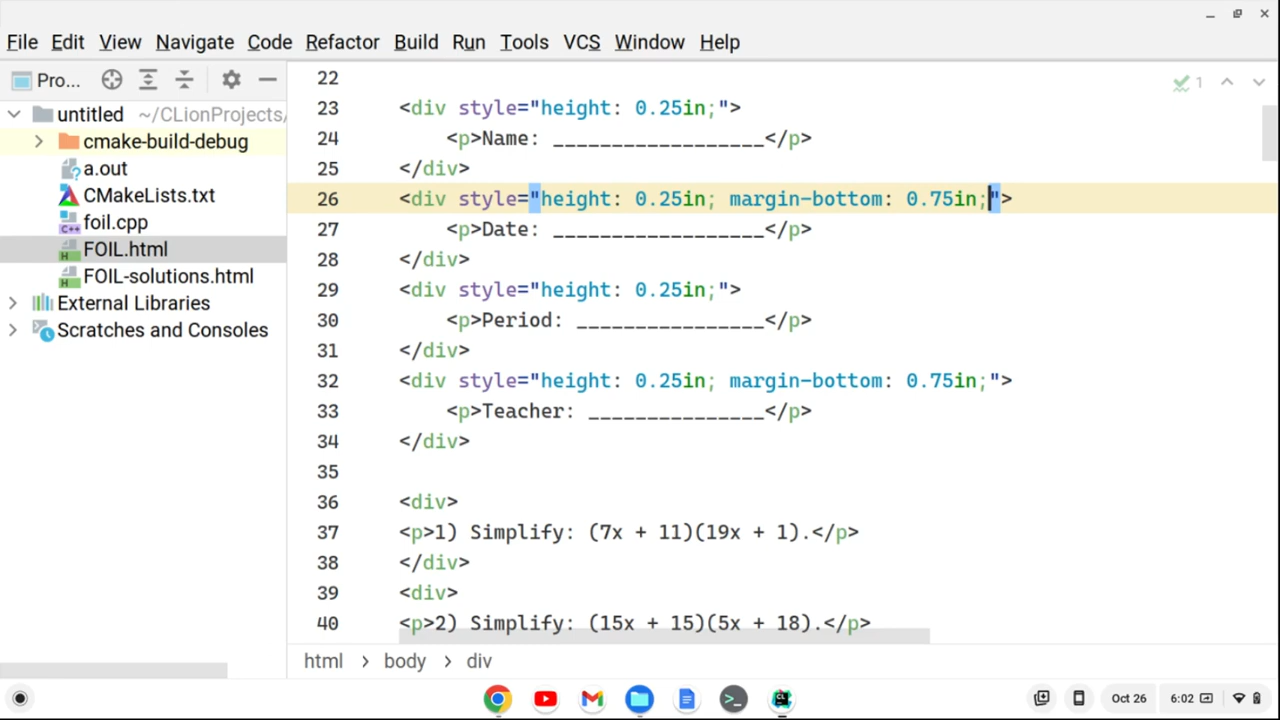 File Edit View Navigate Code Refactor Build Run Tools VCS Window Help
Pro...
untitled ~/CLionProjects/
cmake-build-debug
a.out
CMakeLists.txt
foil.cpp
FOIL.html
FOIL-solutions.html
External Libraries
Scratches and Consoles
1
22
23 <div style="height: 0.25in;">
24 <p>Name: __________________</p>
25 </div>
26 <div style="height: 0.25in; margin-bottom: 0.75in;">
27 <p>Date: __________________</p>
28 </div>
29 <div style="height: 0.25in;">
30 <p>Period: ________________</p>
31 </div>
32 <div style="height: 0.25in; margin-bottom: 0.75in;">
33 <p>Teacher: _______________</p>
34 </div>
35
36 <div>
37 <p>1) Simplify: (7x + 11)(19x + 1).</p>
38 </div>
39 <div>
40 <p>2) Simplify: (15x + 15)(5x + 18).</p>
html > body > div
Oct 26 6:02